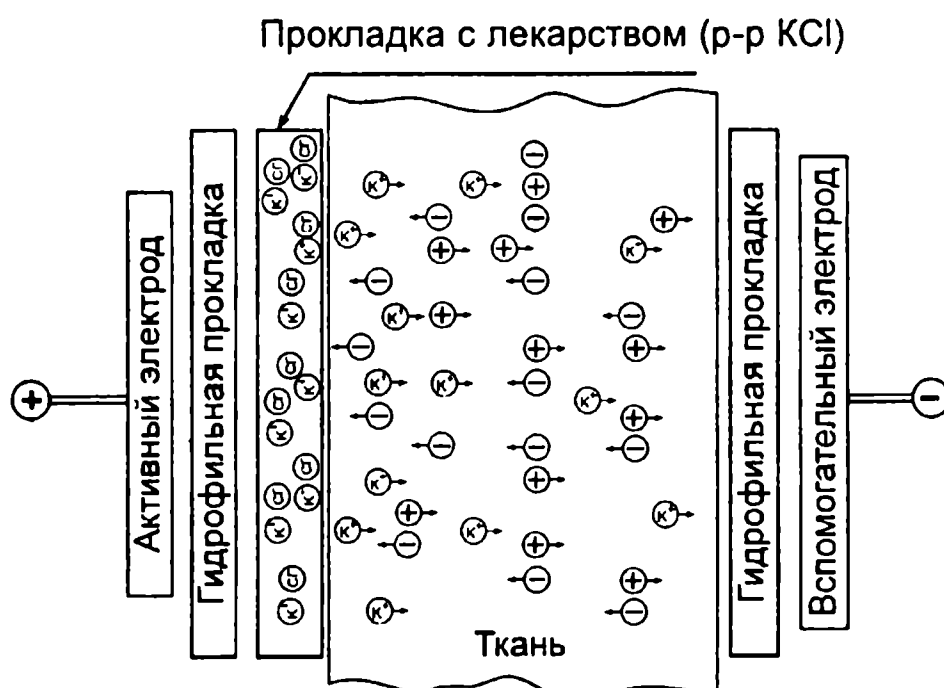 Прокладка с лекарством (р-р KCl)
+
Активный электрод
Гидрофильная прокладка
Ткань
Гидрофильная прокладка
Вспомогательный электрод
−